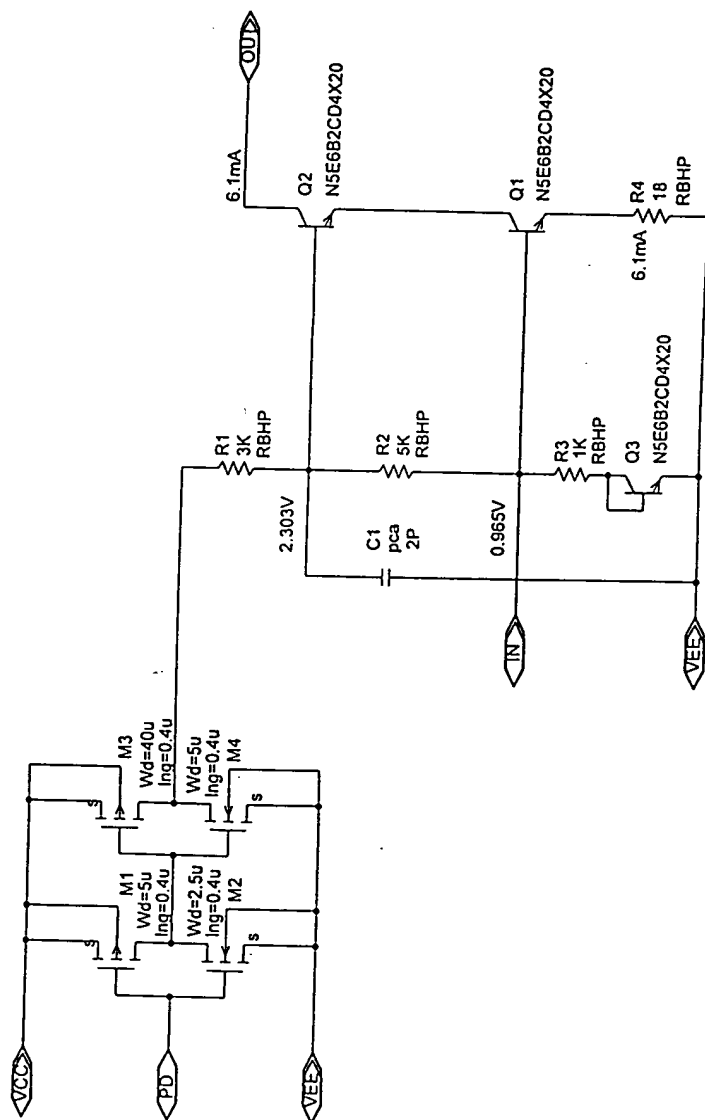 VCC
PD
VEE
M1
Wd=5u
lng=0.4u
Wd=2.5u
lng=0.4u
M2
s
s
M3
Wd=40u
lng=0.4u
Wd=5u
lng=0.4u
M4
s
s
R1
3K
RBHP
2.303V
C1
pca
2P
R2
5K
RBHP
0.965V
IN
R3
1K
RBHP
Q3
N5E6B2CD4X20
VEE
OUT
6.1mA
Q2
N5E6B2CD4X20
Q1
N5E6B2CD4X20
R4
18
RBHP
6.1mA